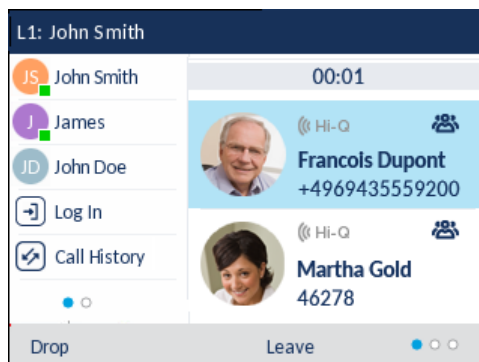 L1: John Smith
JS John Smith
J James
JD John Doe
Log In
Call History
00:01
Hi-Q
Francois Dupont
+4969435559200
Hi-Q
Martha Gold
46278
Drop
Leave